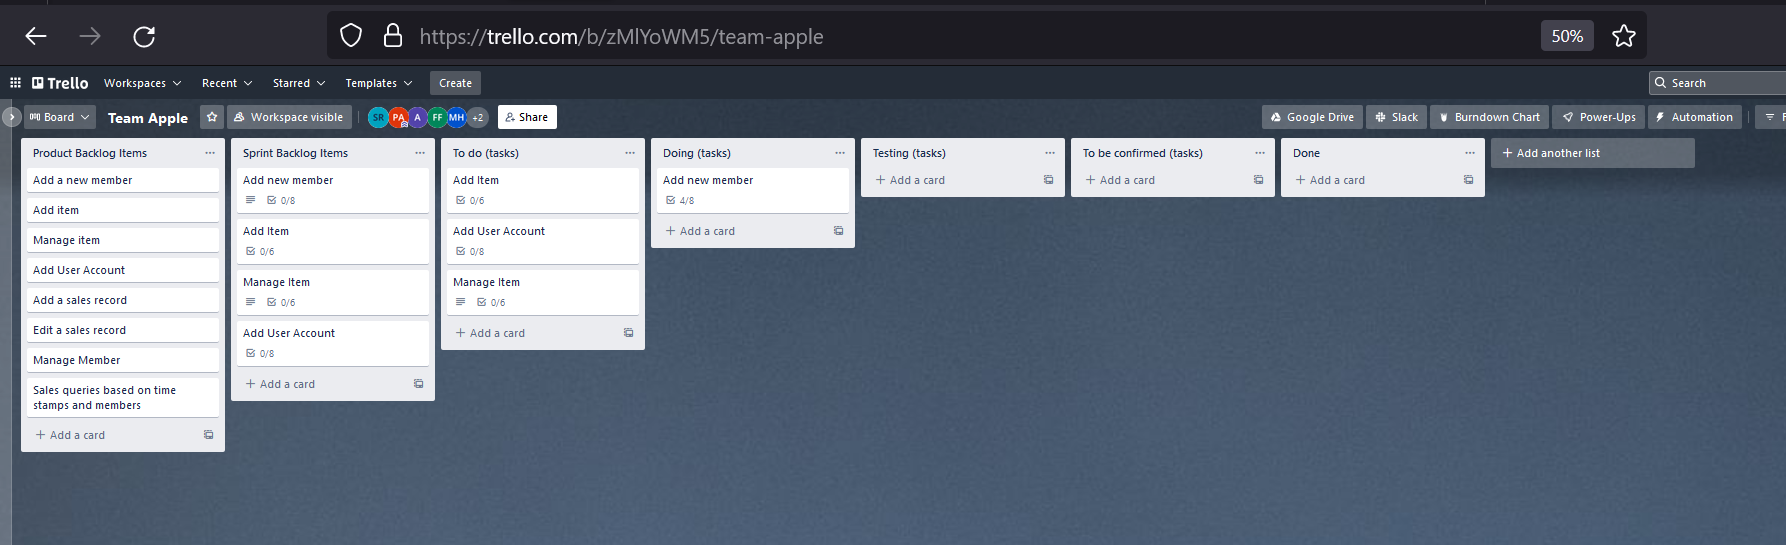 https://trello.com/b/zMlYoWM5/team-apple
50%
Trello
Workspaces
Recent
Starred
Templates
Create
Search
Board
Team Apple
Workspace visible
SR
PA
A
FF
MH
+2
Share
Google Drive
Slack
Burndown Chart
Power-Ups
Automation
F
Product Backlog Items
Add a new member
Add item
Manage item
Add User Account
Add a sales record
Edit a sales record
Manage Member
Sales queries based on time
stamps and members
+ Add a card
Sprint Backlog Items
Add new member
0/8
Add Item
0/6
Manage Item
0/6
Add User Account
0/8
+ Add a card
To do (tasks)
Add Item
0/6
Add User Account
0/8
Manage Item
0/6
+ Add a card
Doing (tasks)
Add new member
4/8
+ Add a card
Testing (tasks)
+ Add a card
To be confirmed (tasks)
+ Add a card
Done
+ Add a card
+ Add another list